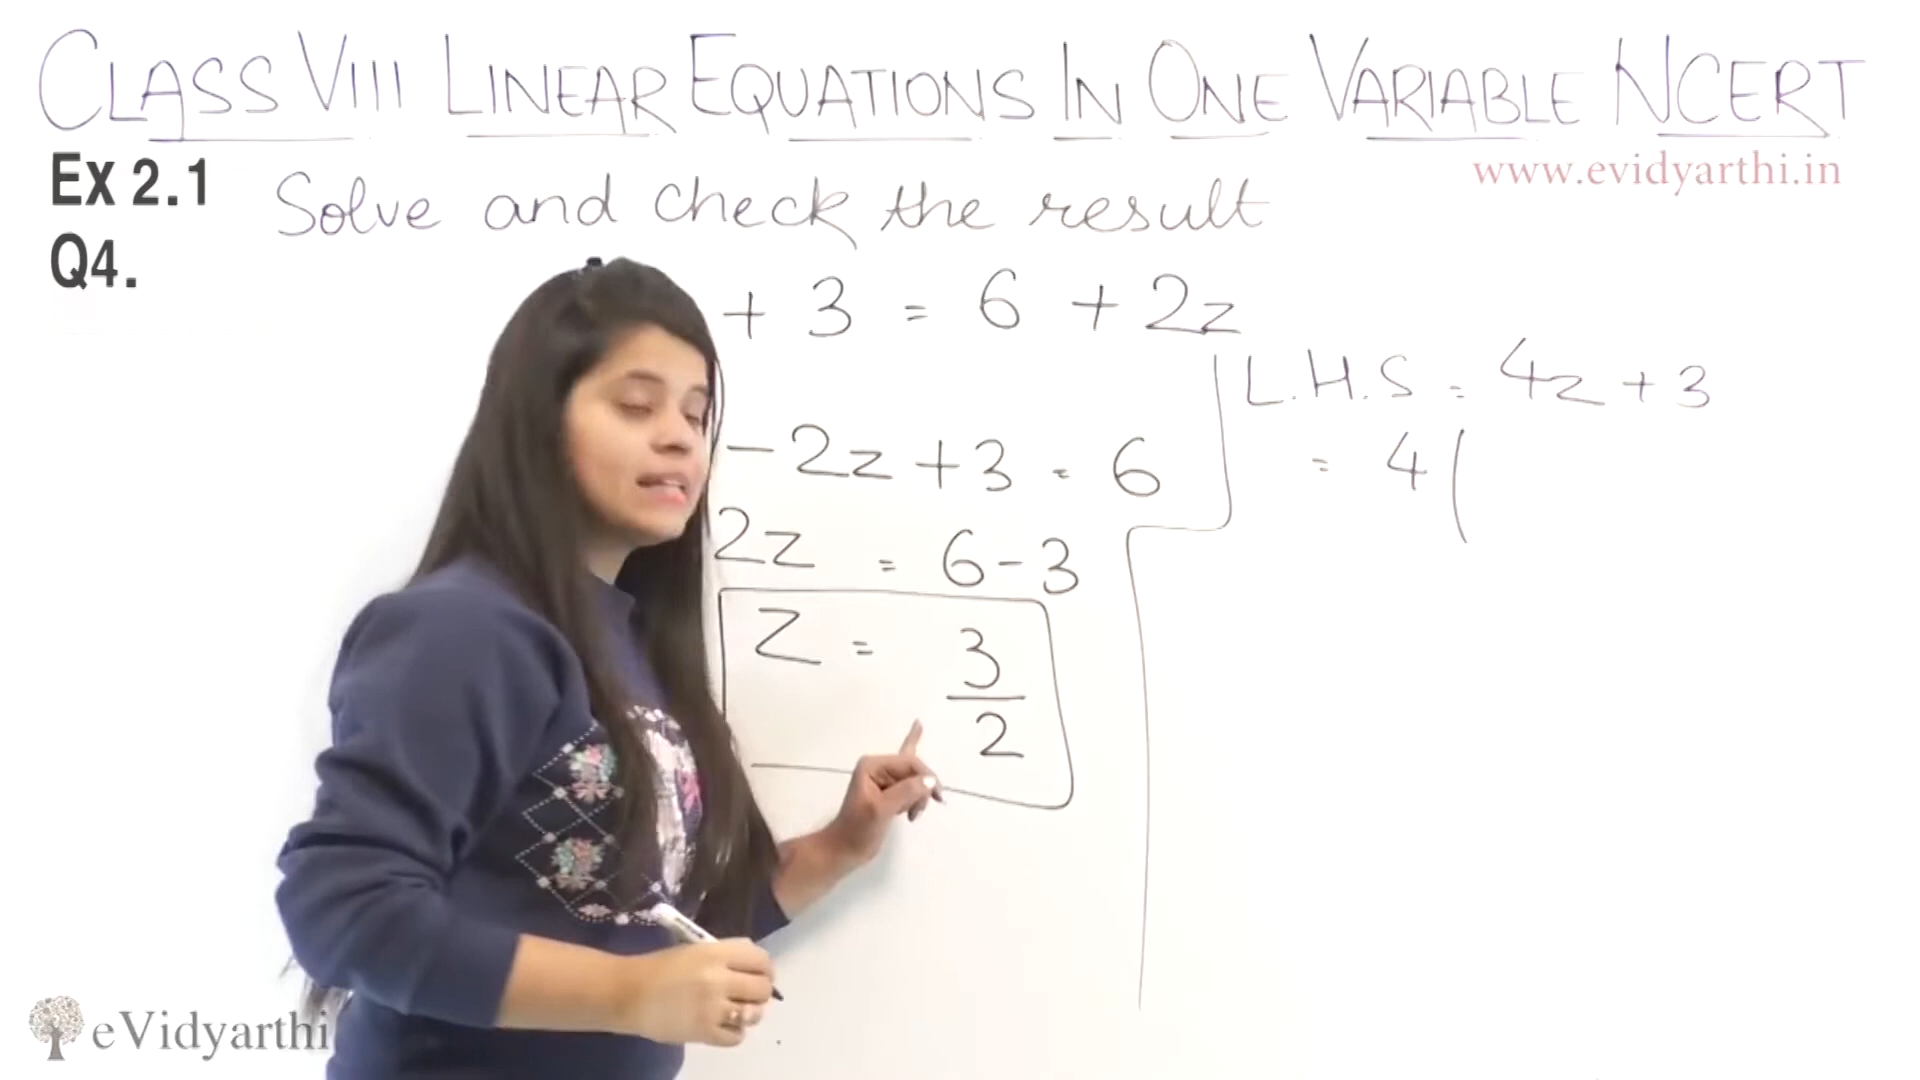 CLASS VIII LINEAR EQUATIONS IN ONE VARIABLE NCERT
www.evidyarthi.in
Ex 2.1
Q4.
Solve and check the result
+ 3 = 6 + 2z
- 2z + 3 = 6
2z = 6 - 3
z = 3/2
L.H.S = 4z + 3
= 4(
eVidyarthi